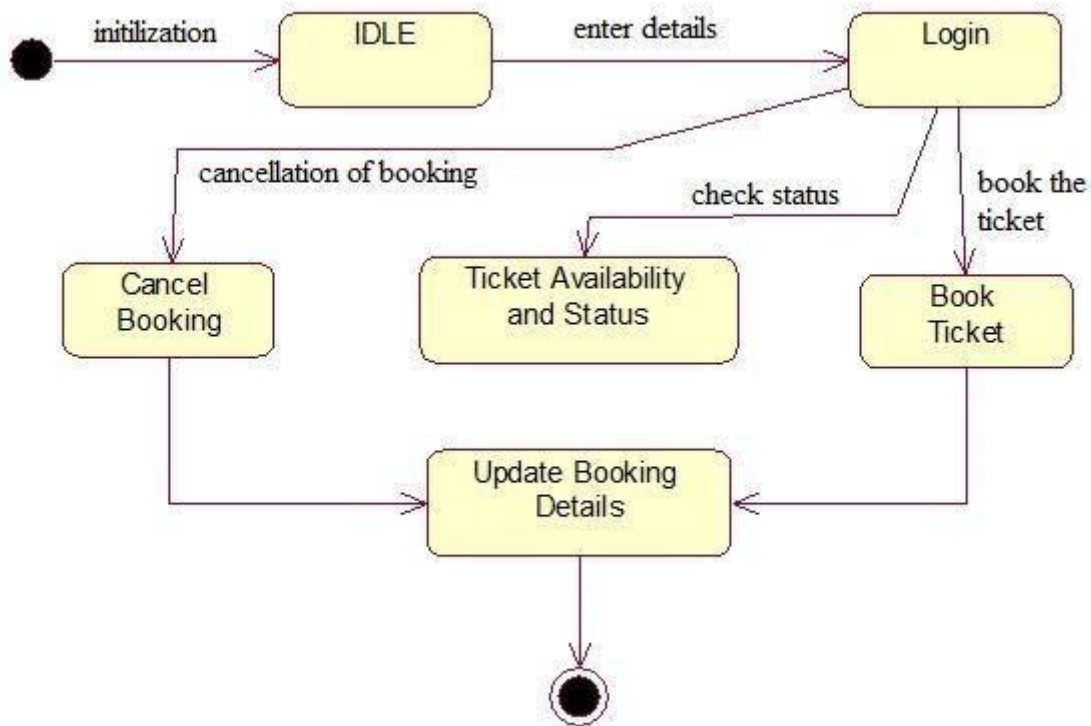 initilization
IDLE
enter details
Login
cancellation of booking
check status
book the
ticket
Cancel
Booking
Ticket Availability
and Status
Book
Ticket
Update Booking
Details